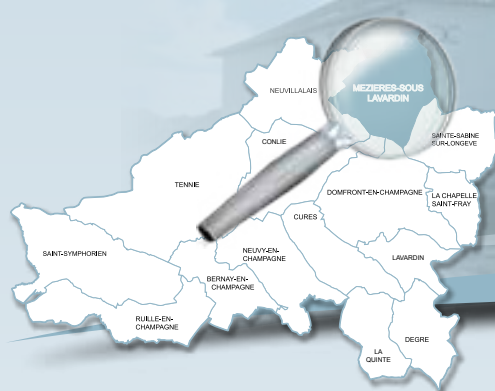 NEUVILLALAIS
MEZIERES-SOUS
LAVARDIN
CONLIE
SAINTE-SABINE
SUR-LONGEVE
TENNIE
DOMFRONT-EN-CHAMPAGNE
LA CHAPELLE
SAINT-FRAY
CURES
SAINT-SYMPHORIEN
NEUVY-EN-
CHAMPAGNE
LAVARDIN
BERNAY-EN-
CHAMPAGNE
RUILLE-EN-
CHAMPAGNE
DEGRE
LA
QUINTE